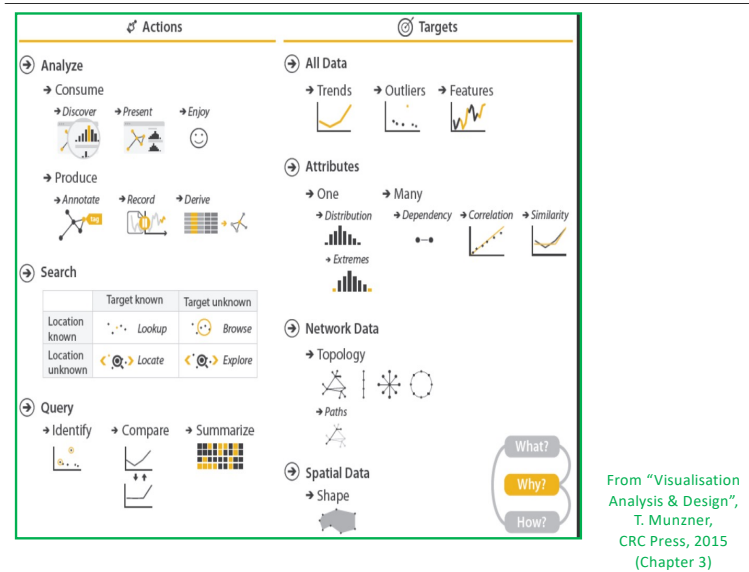 Actions
Analyze
→ Consume
→ Discover → Present → Enjoy
→ Produce
→ Annotate → Record → Derive
tag
Search
Target known Target unknown
Location known Lookup Browse
Location unknown Locate Explore
Query
→ Identify → Compare → Summarize
Targets
All Data
→ Trends → Outliers → Features
Attributes
→ One → Many
→ Distribution → Dependency → Correlation → Similarity
→ Extremes
Network Data
→ Topology
→ Paths
Spatial Data
→ Shape
What?
Why?
How?
From “Visualisation
Analysis & Design”,
T. Munzner,
CRC Press, 2015
(Chapter 3)